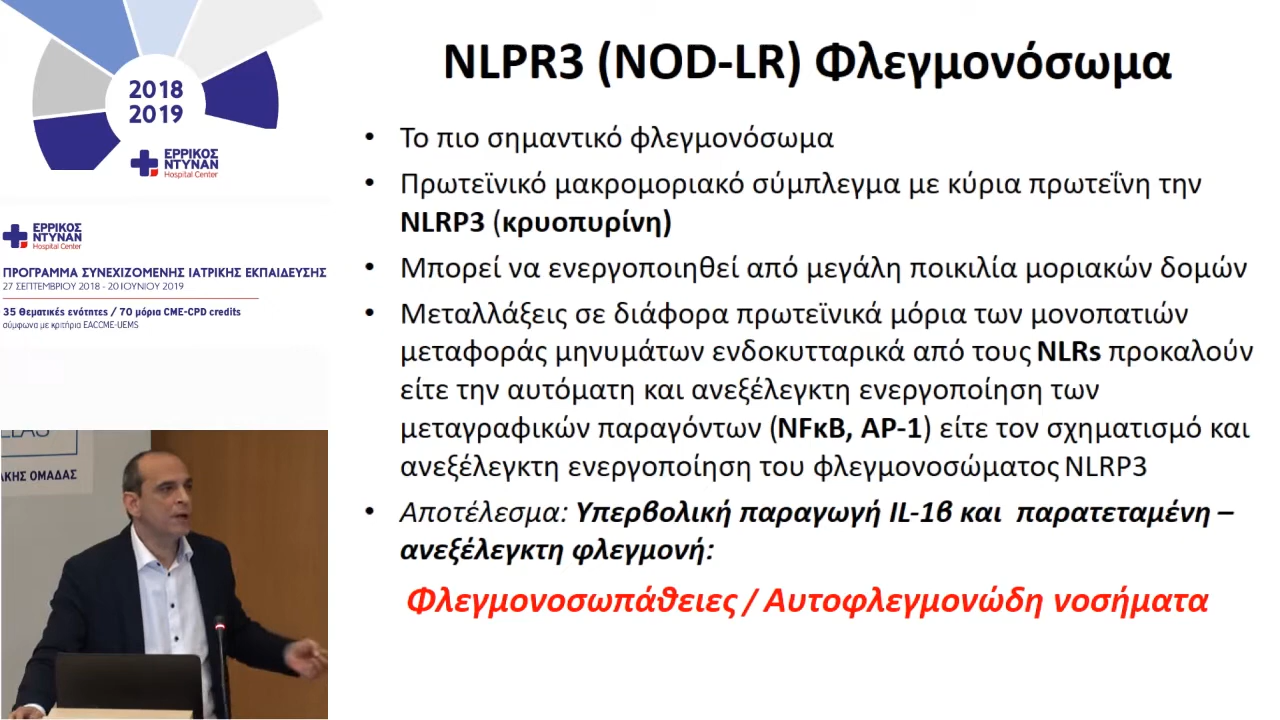 2018
2019
ΕΡΡΙΚΟΣ
ΝΤΥΝΑΝ
Hospital Center
ΕΡΡΙΚΟΣ
ΝΤΥΝΑΝ
Hospital Center
ΠΡΟΓΡΑΜΜΑ ΣΥΝΕΧΙΖΟΜΕΝΗΣ ΙΑΤΡΙΚΗΣ ΕΚΠΑΙΔΕΥΣΗΣ
27 ΣΕΠΤΕΜΒΡΙΟΥ 2018 - 20 ΙΟΥΝΙΟΥ 2019
35 Θεματικές ενότητες / 70 μόρια CME-CPD credits
σύμφωνα με κριτήρια EACCME-UEMS
ΑΚΗΣ ΟΜΑΔΑΣ
NLPR3 (NOD-LR) Φλεγμονόσωμα
• Το πιο σημαντικό φλεγμονόσωμα
• Πρωτεϊνικό μακρομοριακό σύμπλεγμα με κύρια πρωτεΐνη την
NLRP3 (κρυοπυρίνη)
• Μπορεί να ενεργοποιηθεί από μεγάλη ποικιλία μοριακών δομών
• Μεταλλάξεις σε διάφορα πρωτεϊνικά μόρια των μονοπατιών
μεταφοράς μηνυμάτων ενδοκυτταρικά από τους NLRs προκαλούν
είτε την αυτόματη και ανεξέλεγκτη ενεργοποίηση των
μεταγραφικών παραγόντων (NFκB, AP-1) είτε τον σχηματισμό και
ανεξέλεγκτη ενεργοποίηση του φλεγμονοσώματος NLRP3
• Αποτέλεσμα: Υπερβολική παραγωγή IL-1β και παρατεταμένη –
ανεξέλεγκτη φλεγμονή:
Φλεγμονοσωπάθειες / Αυτοφλεγμονώδη νοσήματα